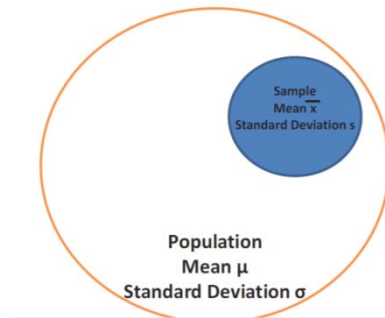 Sample
Mean x̅
Standard Deviation s
Population
Mean μ
Standard Deviation σ